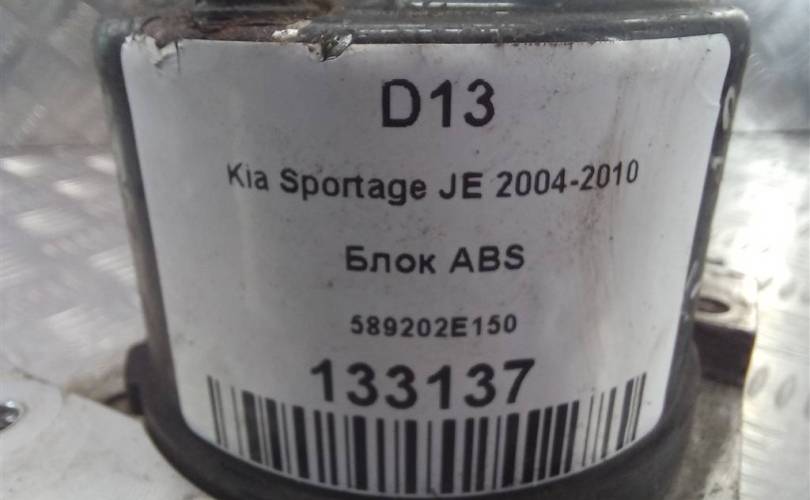 D13
Kia Sportage JE 2004-2010
Блок ABS
589202E150
133137